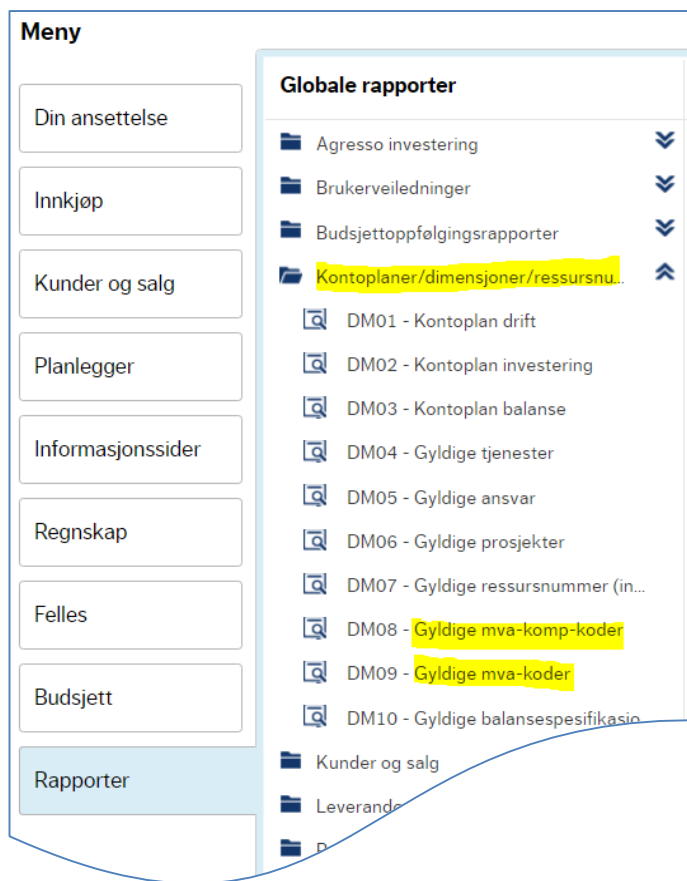 Meny
Din ansettelse
Innkjøp
Kunder og salg
Planlegger
Informasjonssider
Regnskap
Felles
Budsjett
Rapporter
Globale rapporter
Agresso investering
Brukerveiledninger
Budsjettoppfølgingsrapporter
Kontoplaner/dimensjoner/ressursnu...
DM01 - Kontoplan drift
DM02 - Kontoplan investering
DM03 - Kontoplan balanse
DM04 - Gyldige tjenester
DM05 - Gyldige ansvar
DM06 - Gyldige prosjekter
DM07 - Gyldige ressursnummer (in...
DM08 - Gyldige mva-komp-koder
DM09 - Gyldige mva-koder
DM10 - Gyldige balansespesifikasjo
Kunder og salg
Leverando